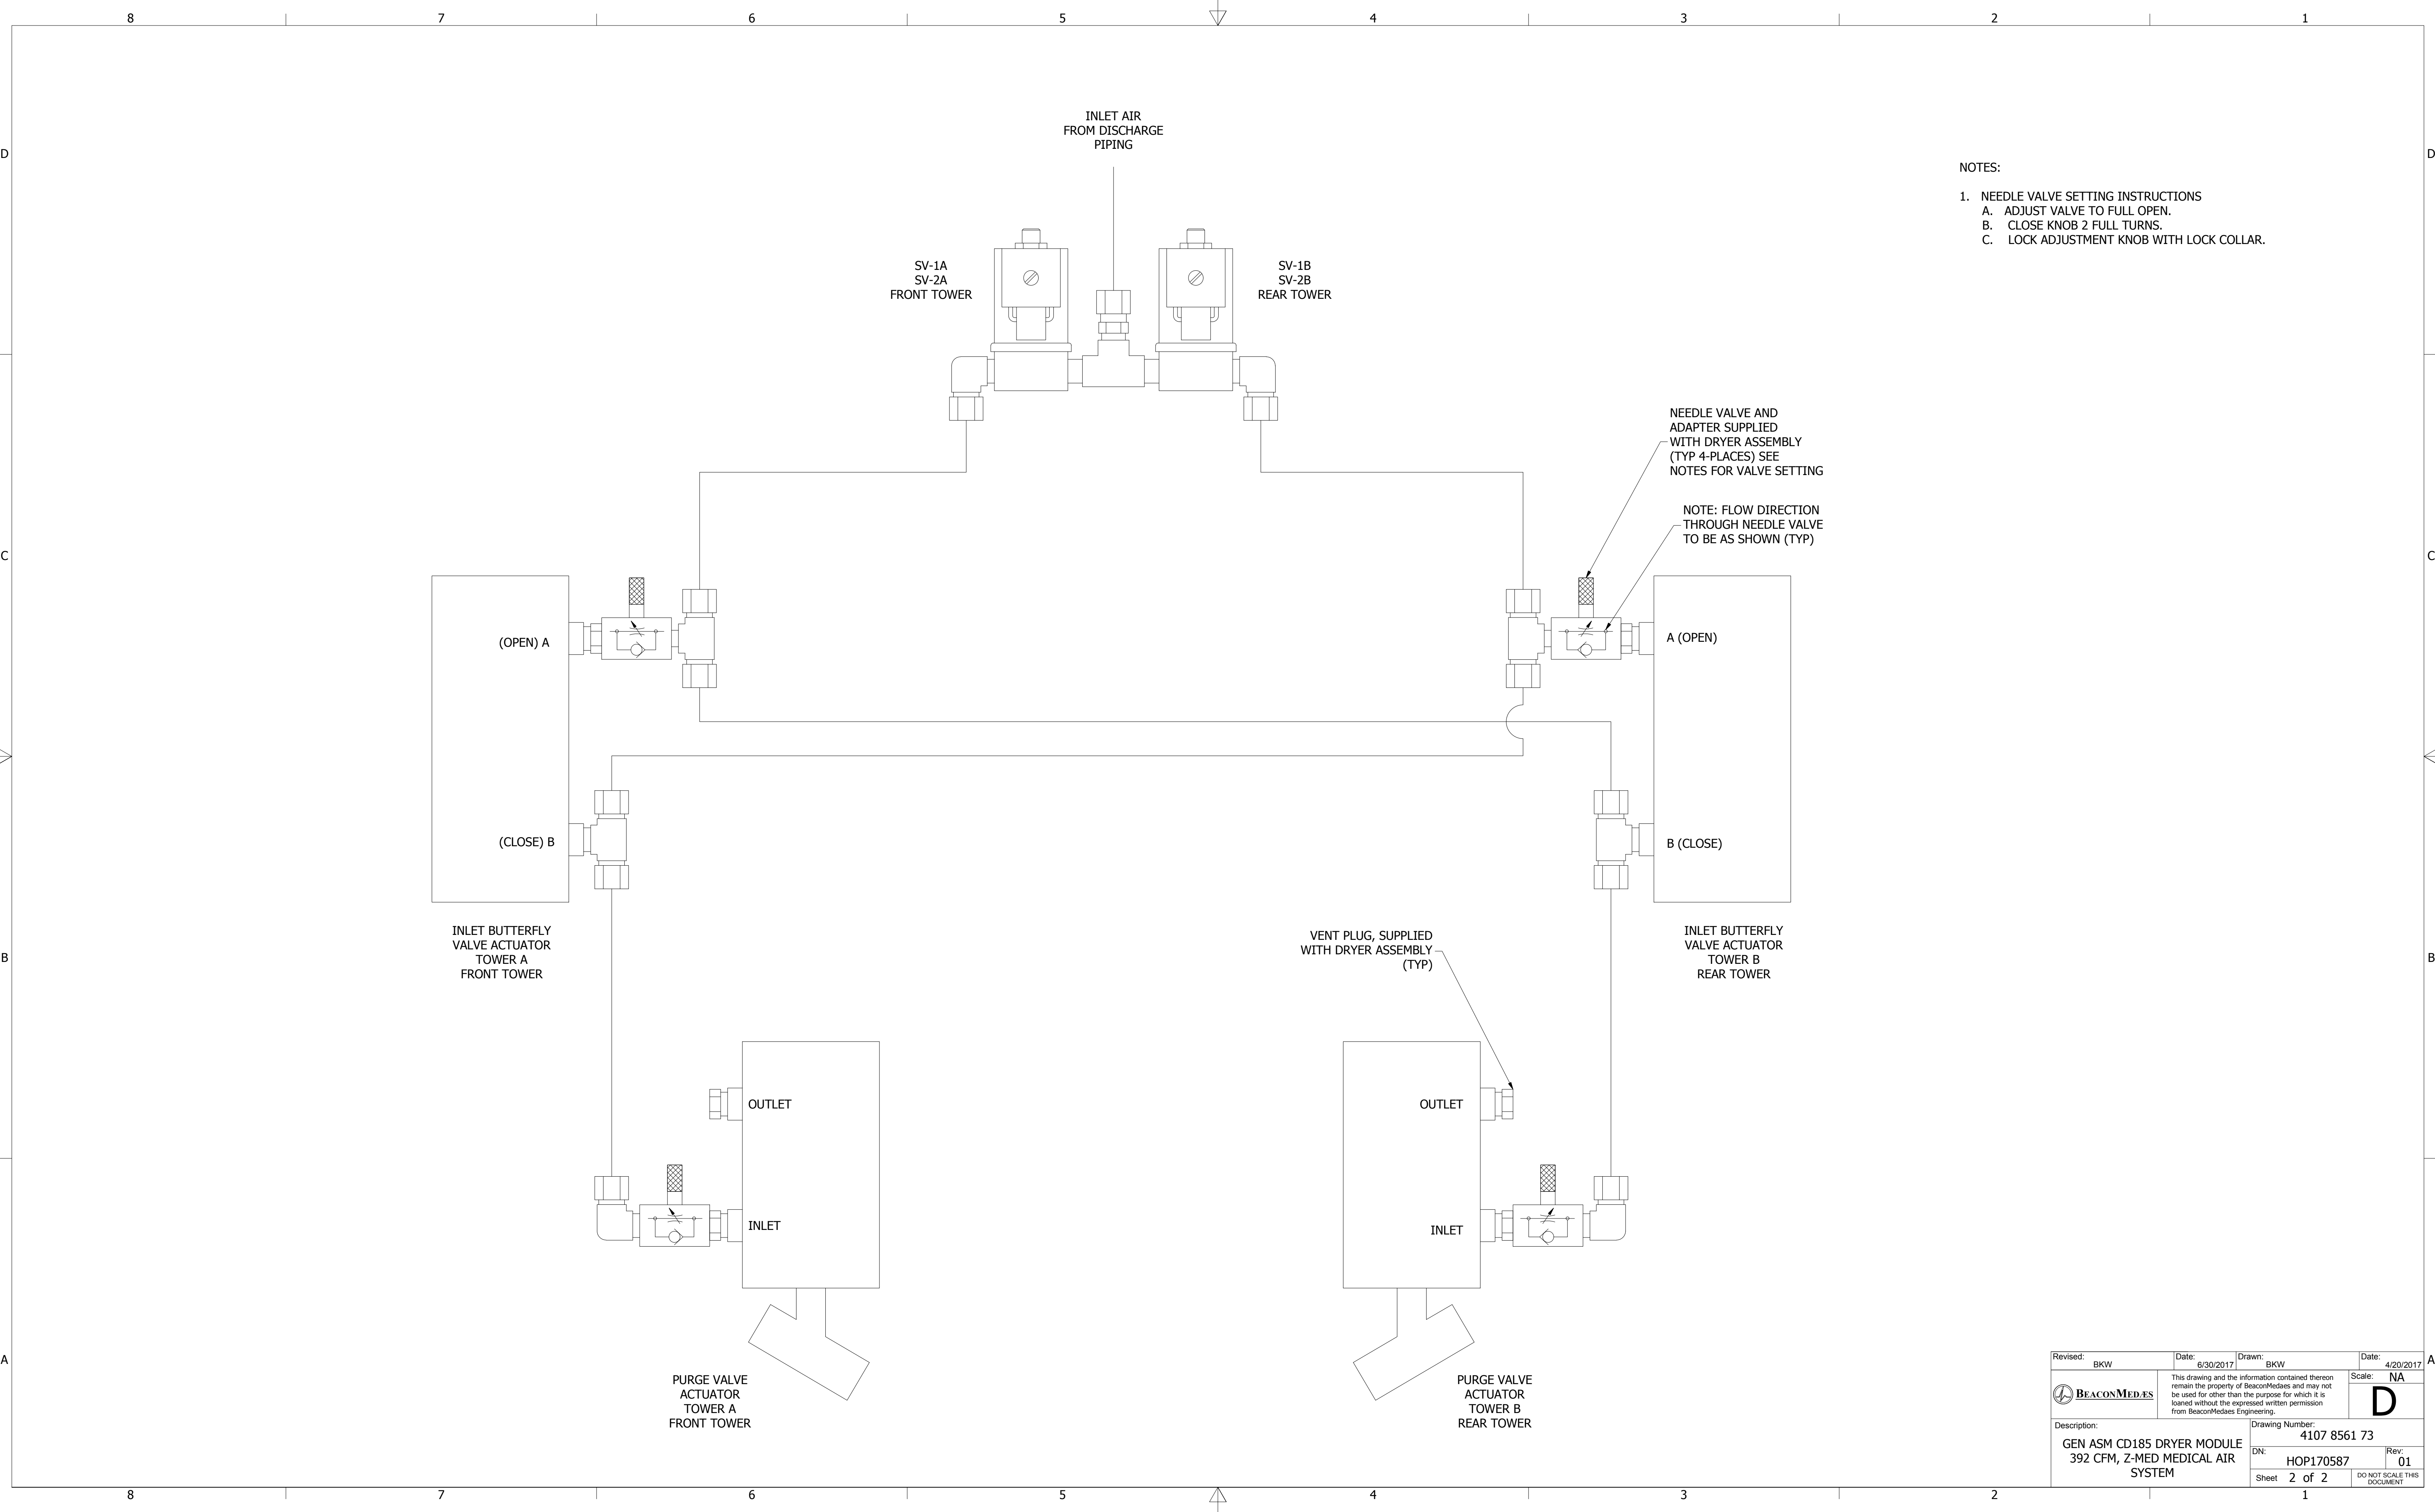 8 7 6 5 4 3 2 1
D
D
C
C
B
B
A
A
INLET AIR
FROM DISCHARGE
PIPING
NOTES:
1. NEEDLE VALVE SETTING INSTRUCTIONS
A. ADJUST VALVE TO FULL OPEN.
B. CLOSE KNOB 2 FULL TURNS.
C. LOCK ADJUSTMENT KNOB WITH LOCK COLLAR.
SV-1A
SV-2A
FRONT TOWER
SV-1B
SV-2B
REAR TOWER
NEEDLE VALVE AND
ADAPTER SUPPLIED
WITH DRYER ASSEMBLY
(TYP 4-PLACES) SEE
NOTES FOR VALVE SETTING
NOTE: FLOW DIRECTION
THROUGH NEEDLE VALVE
TO BE AS SHOWN (TYP)
(OPEN) A
A (OPEN)
(CLOSE) B
B (CLOSE)
INLET BUTTERFLY
VALVE ACTUATOR
TOWER A
FRONT TOWER
VENT PLUG, SUPPLIED
WITH DRYER ASSEMBLY
(TYP)
INLET BUTTERFLY
VALVE ACTUATOR
TOWER B
REAR TOWER
OUTLET
OUTLET
INLET
INLET
PURGE VALVE
ACTUATOR
TOWER A
FRONT TOWER
PURGE VALVE
ACTUATOR
TOWER B
REAR TOWER
Revised:
BKW
Date:
6/30/2017
Drawn:
BKW
Date:
4/20/2017
BEACONMEDÆS
This drawing and the information contained thereon
remain the property of BeaconMedaes and may not
be used for other than the purpose for which it is
loaned without the expressed written permission
from BeaconMedaes Engineering.
Scale: NA
D
Description:
GEN ASM CD185 DRYER MODULE
392 CFM, Z-MED MEDICAL AIR
SYSTEM
Drawing Number:
4107 8561 73
DN:
HOP170587
Rev:
01
Sheet 2 of 2
DO NOT SCALE THIS
DOCUMENT
8 7 6 5 4 3 2 1